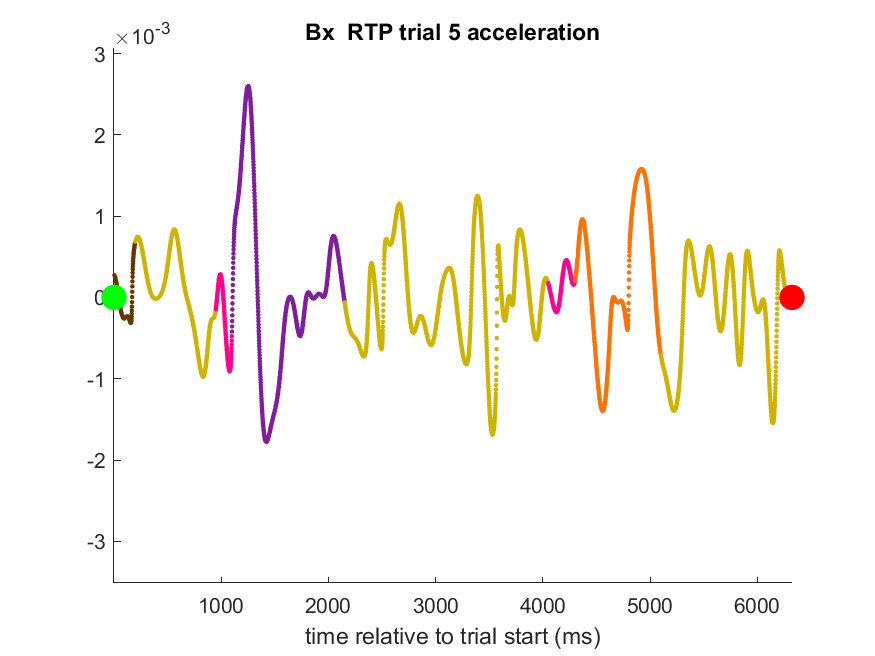 Bx  RTP trial 5 acceleration
×10⁻³
3
2
1
0
-1
-2
-3
1000 2000 3000 4000 5000 6000
time relative to trial start (ms)